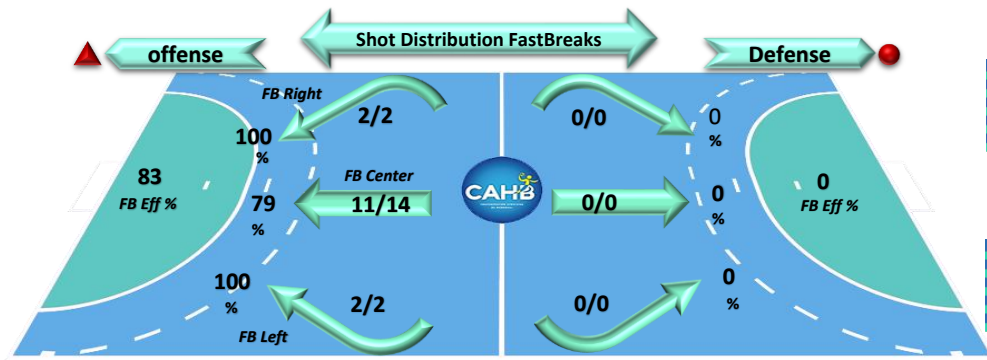 offense
Shot Distribution FastBreaks
Defense
FB Right
2/2
0/0
100
%
0
%
83
FB Eff %
FB Center
79
%
11/14
CAHB
0/0
0
%
0
FB Eff %
100
%
2/2
FB Left
0/0
0
%